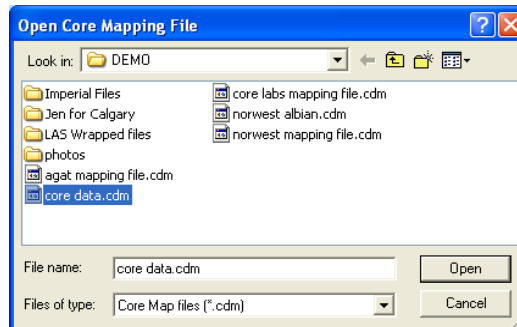 Open Core Mapping File
Look in: DEMO
Imperial Files
Jen for Calgary
LAS Wrapped files
photos
agat mapping file.cdm
core data.cdm
core labs mapping file.cdm
norwest albian.cdm
norwest mapping file.cdm
File name: core data.cdm Open
Files of type: Core Map files (*.cdm) Cancel